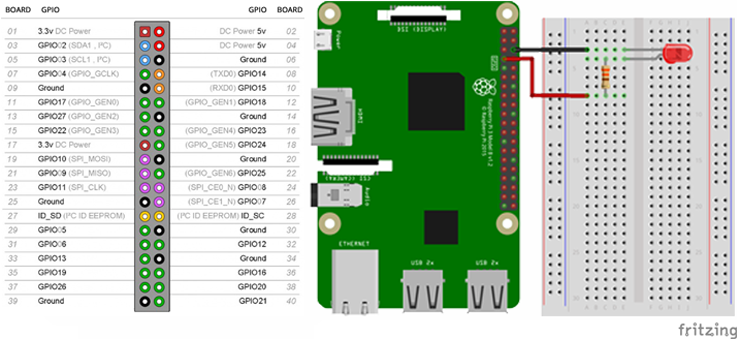 BOARD GPIO GPIO BOARD
01 3.3v DC Power DC Power 5v 02
03 GPIO02 (SDA1 , I²C) DC Power 5v 04
05 GPIO03 (SCL1 , I²C) Ground 06
07 GPIO04 (GPIO_GCLK) (TXD0) GPIO14 08
09 Ground (RXD0) GPIO15 10
11 GPIO17 (GPIO_GEN0) (GPIO_GEN1) GPIO18 12
13 GPIO27 (GPIO_GEN2) Ground 14
15 GPIO22 (GPIO_GEN3) (GPIO_GEN4) GPIO23 16
17 3.3v DC Power (GPIO_GEN5) GPIO24 18
19 GPIO10 (SPI_MOSI) Ground 20
21 GPIO09 (SPI_MISO) (GPIO_GEN6) GPIO25 22
23 GPIO11 (SPI_CLK) (SPI_CE0_N) GPIO08 24
25 Ground (SPI_CE1_N) GPIO07 26
27 ID_SD (I²C ID EEPROM) (I²C ID EEPROM) ID_SC 28
29 GPIO05 Ground 30
31 GPIO06 GPIO12 32
33 GPIO13 Ground 34
35 GPIO19 GPIO16 36
37 GPIO26 GPIO20 38
39 Ground GPIO21 40
DSI (DISPLAY)
Power
GPIO
HDMI
Raspberry Pi 3 Model B v1.2
© Raspberry Pi 2015
CSI (CAMERA)
Audio
ETHERNET
USB 2x
USB 2x
fritzing